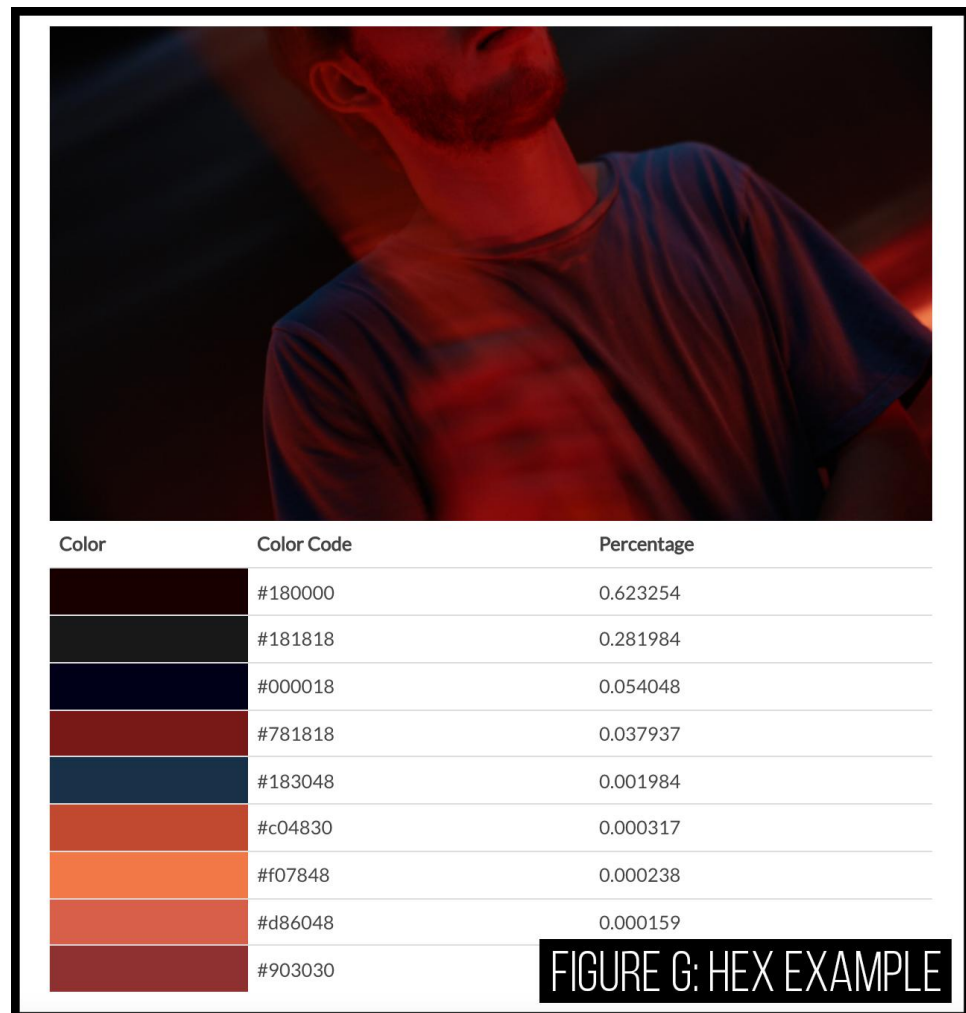 Color Color Code Percentage
#180000 0.623254
#181818 0.281984
#000018 0.054048
#781818 0.037937
#183048 0.001984
#c04830 0.000317
#f07848 0.000238
#d86048 0.000159
#903030
FIGURE G: HEX EXAMPLE